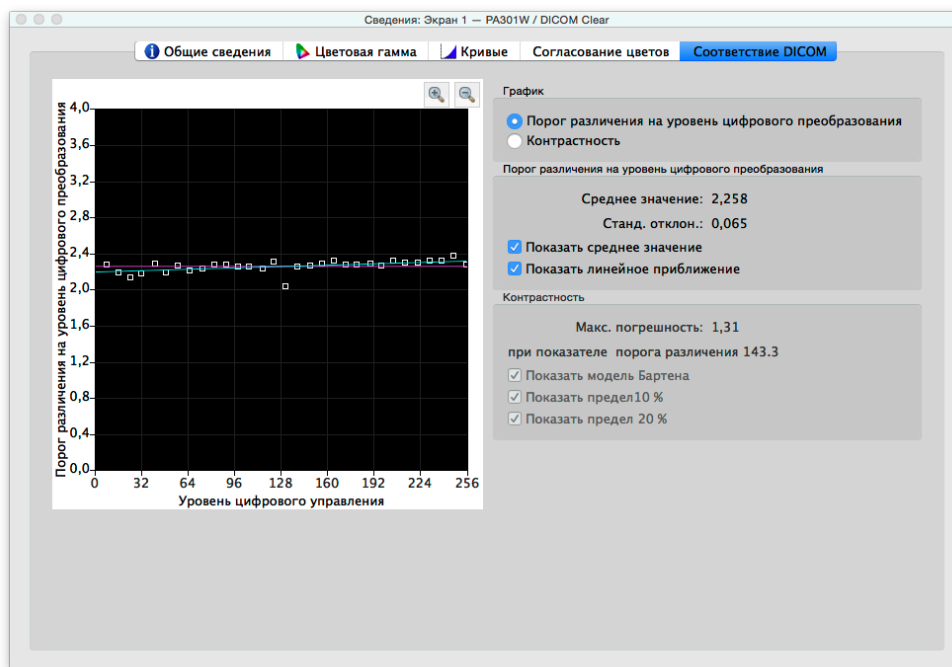 Сведения: Экран 1 — PA301W / DICOM Clear
Общие сведения
Цветовая гамма
Кривые
Согласование цветов
Соответствие DICOM
Порог различения на уровень цифрового преобразования
4,0
3,6
3,2
2,8
2,4
2,0
1,6
1,2
0,8
0,4
0,0
0 32 64 96 128 160 192 224 256
Уровень цифрового управления
График
Порог различения на уровень цифрового преобразования
Контрастность
Порог различения на уровень цифрового преобразования
Среднее значение: 2,258
Станд. отклон.: 0,065
Показать среднее значение
Показать линейное приближение
Контрастность
Макс. погрешность: 1,31
при показателе порога различения 143.3
Показать модель Бартена
Показать предел10 %
Показать предел 20 %